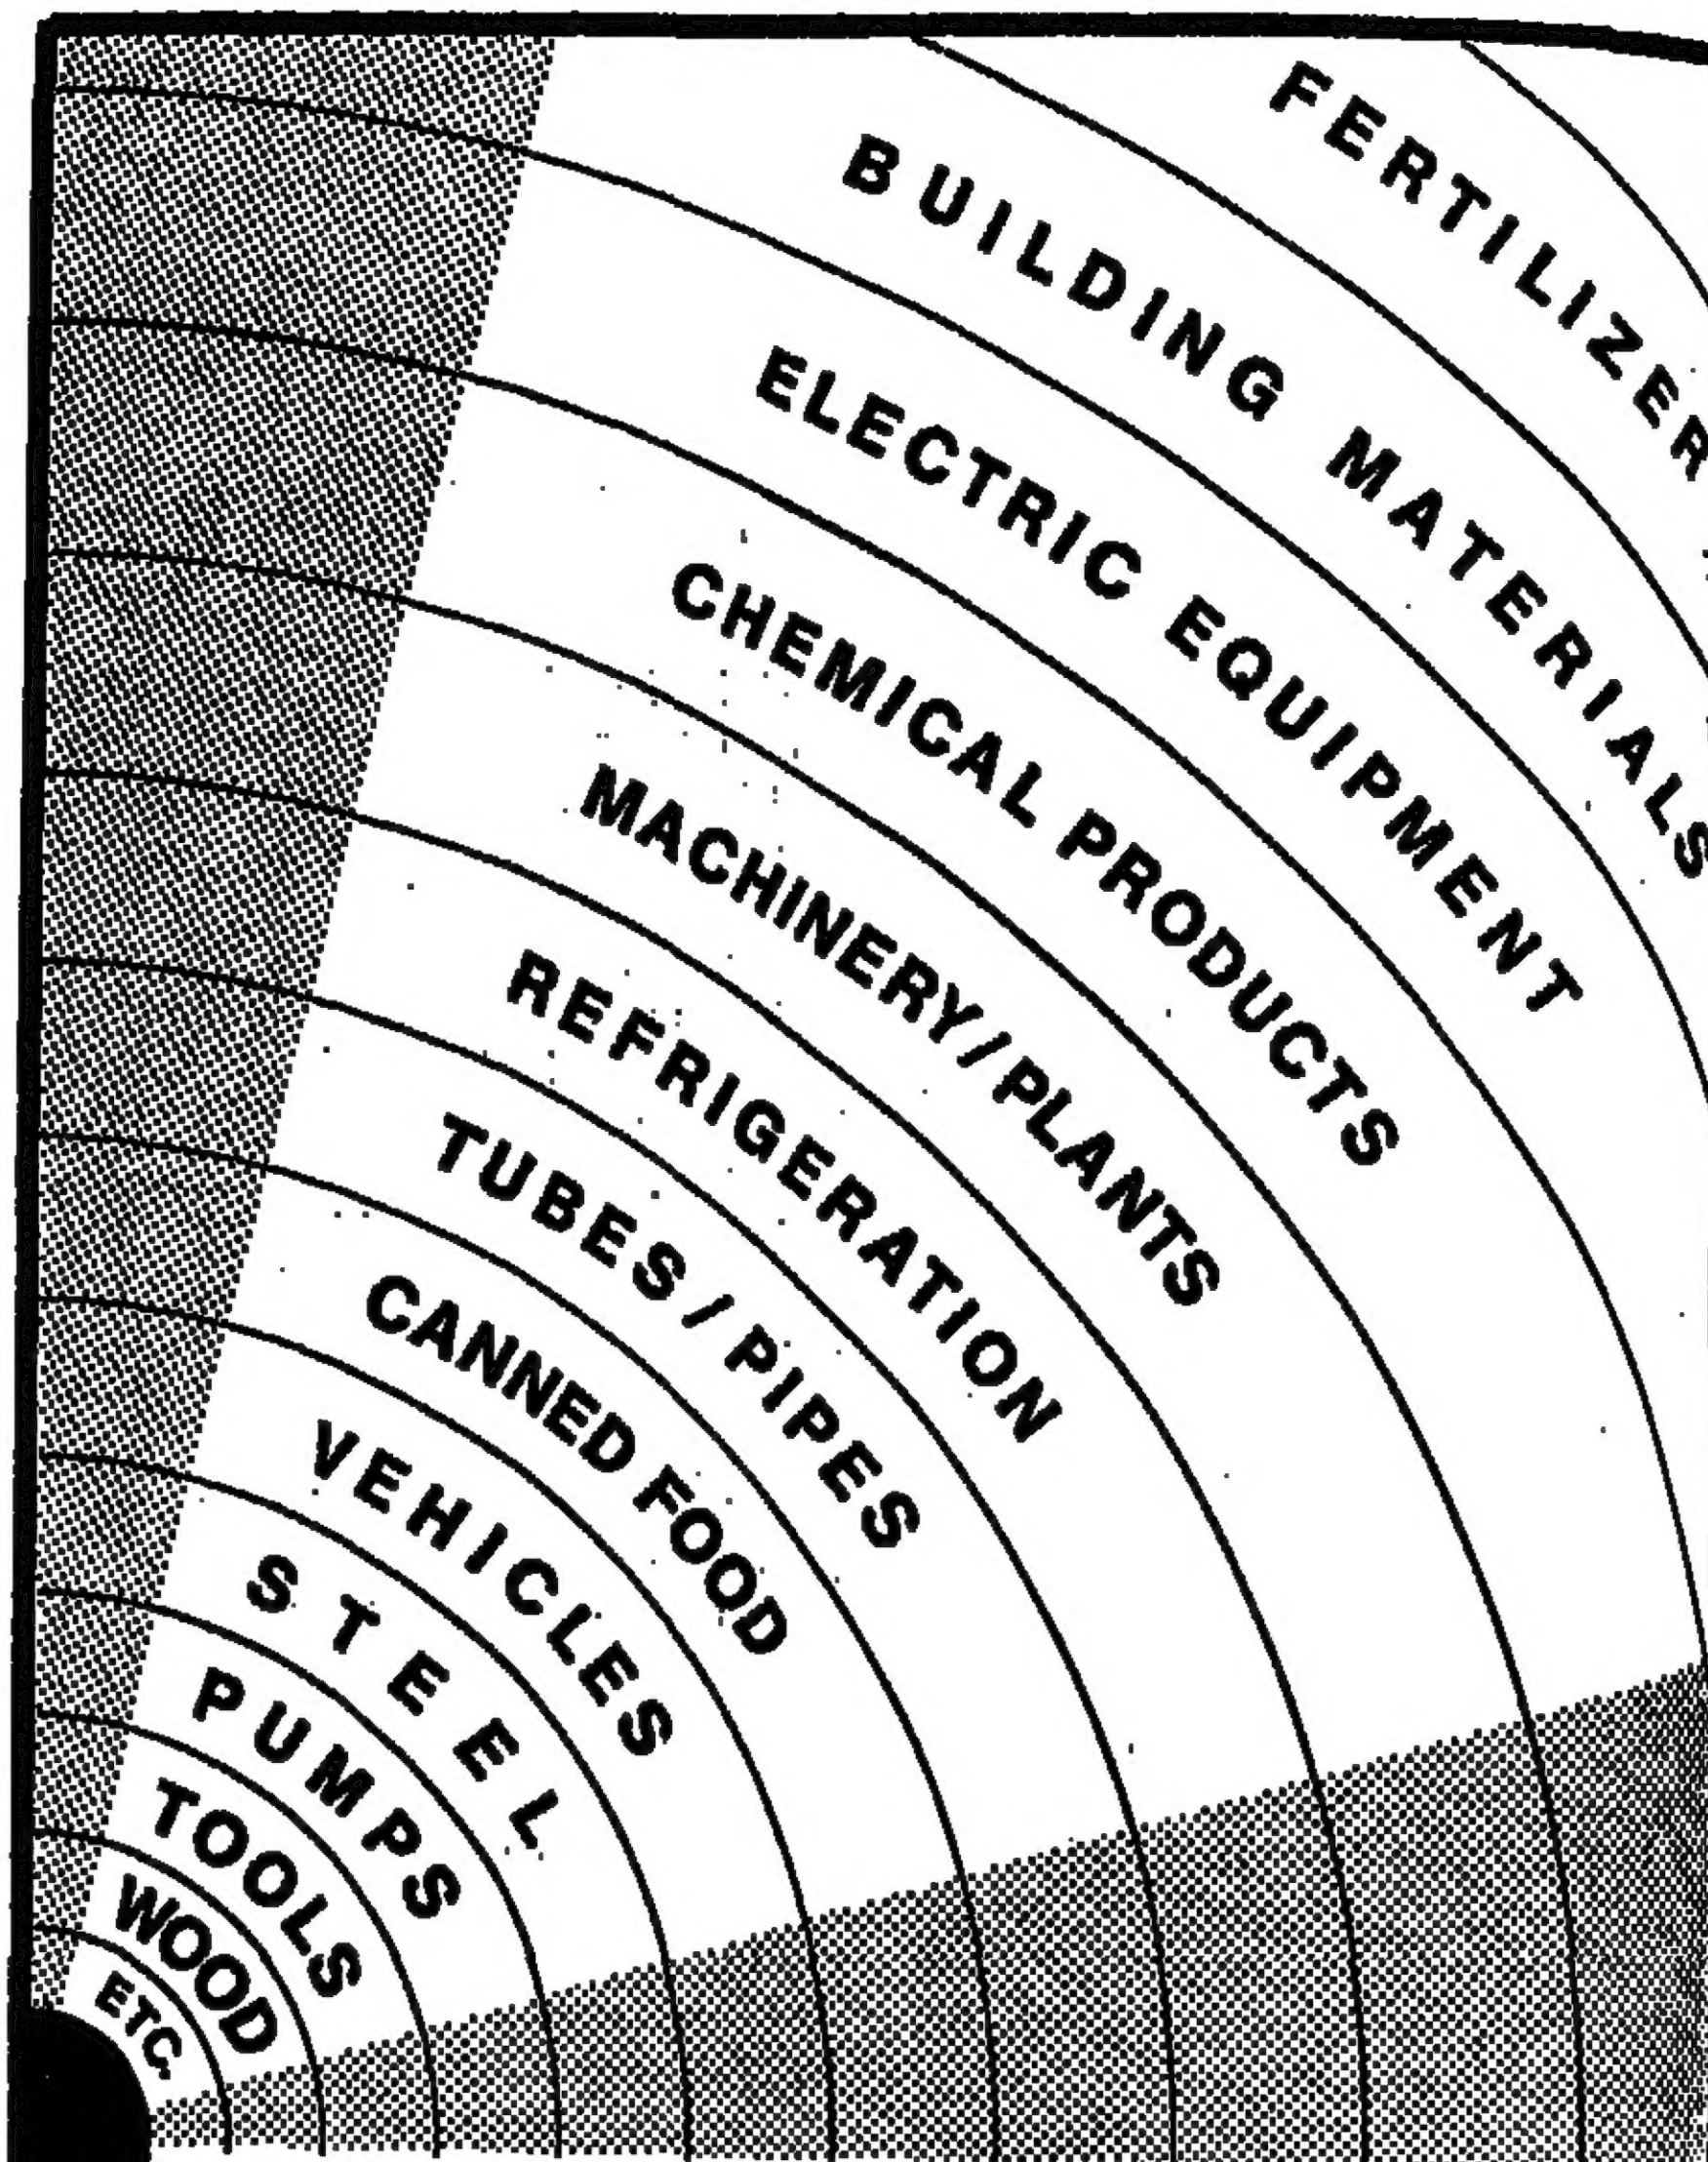 FERTILIZER
BUILDING MATERIALS
ELECTRIC EQUIPMENT
CHEMICAL PRODUCTS
MACHINERY/PLANTS
REFRIGERATION
TUBES/PIPES
CANNED FOOD
VEHICLES
STEEL
PUMPS
TOOLS
WOOD
ETC.